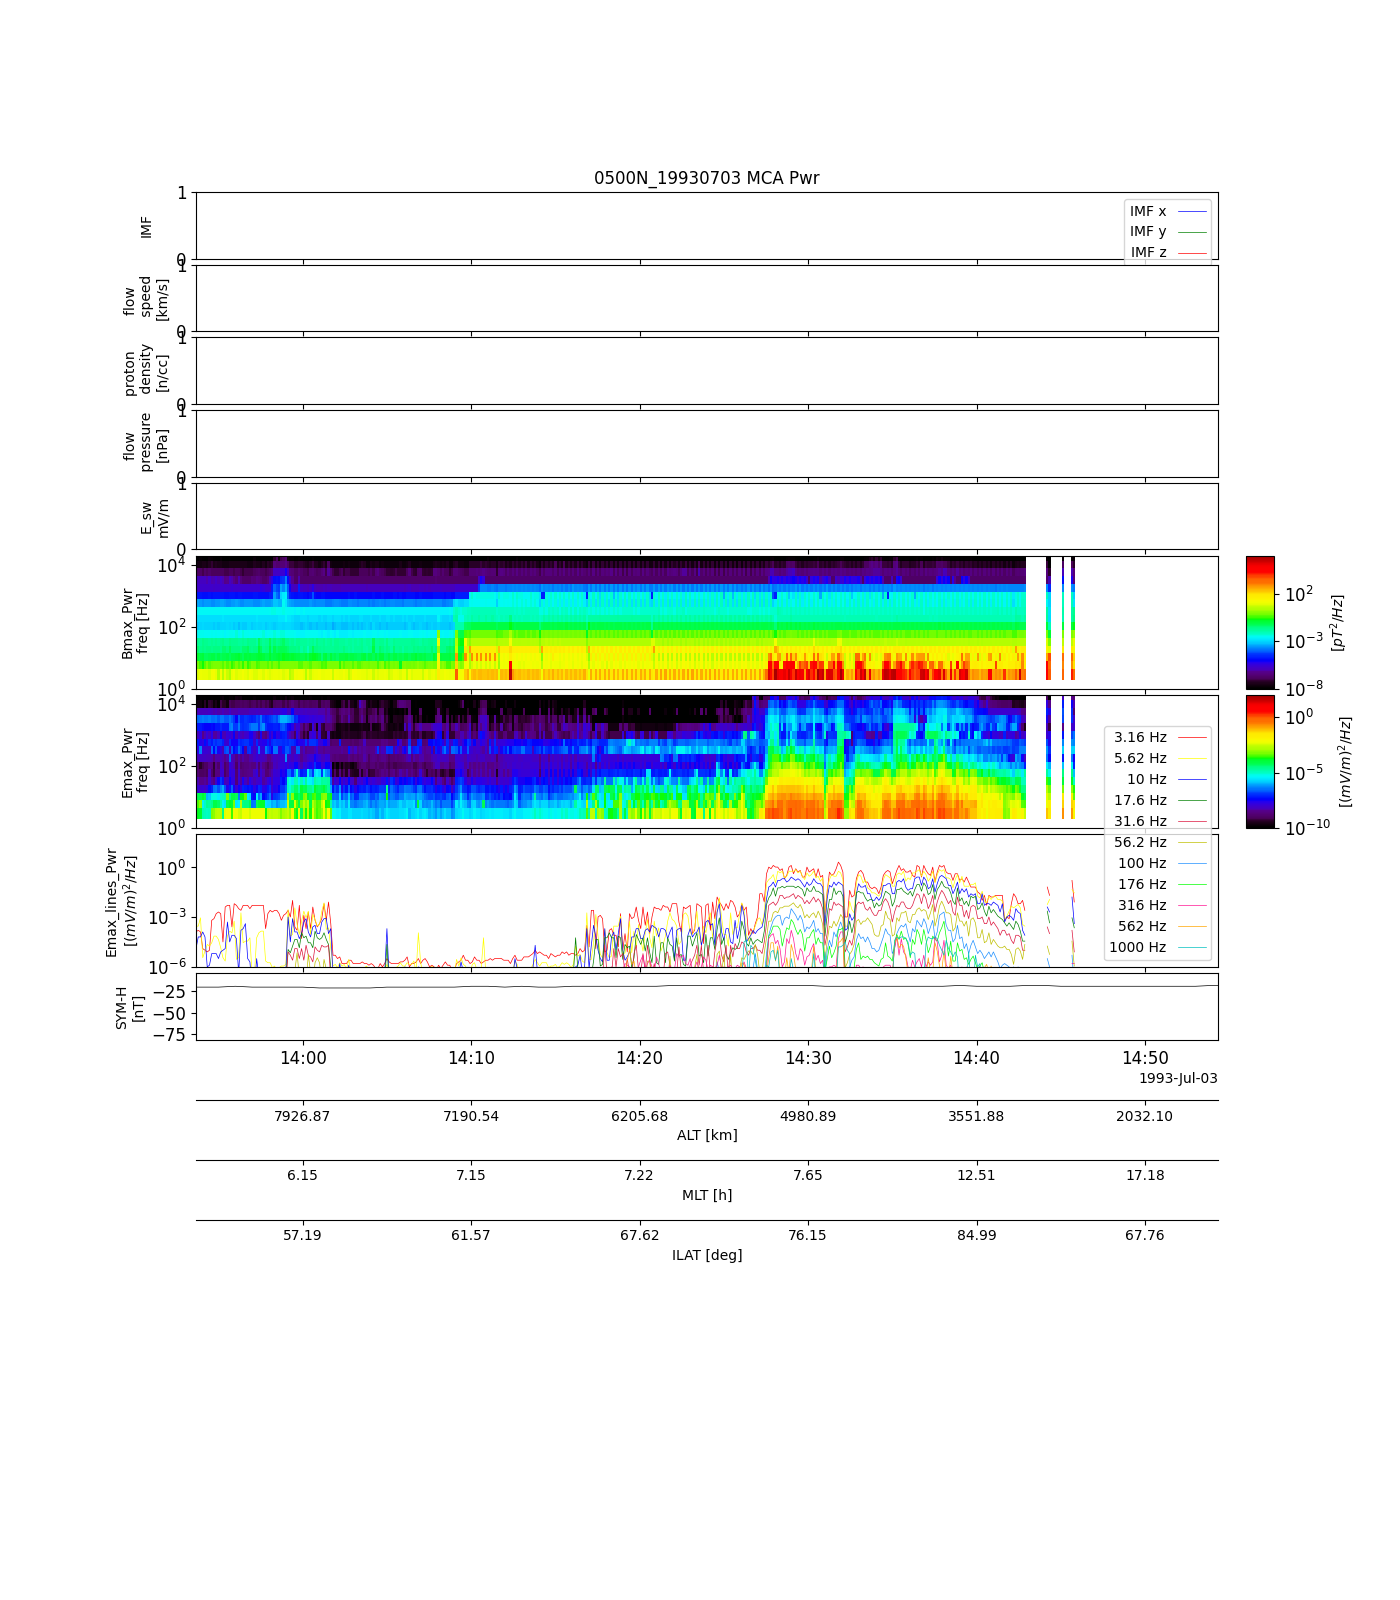 0500N_19930703 MCA Pwr
1
0
IMF
IMF x
IMF y
IMF z
1
0
flow
speed
[km/s]
1
0
proton
density
[n/cc]
1
0
flow
pressure
[nPa]
1
0
E_sw
mV/m
10^4
10^2
10^0
Bmax_Pwr
freq [Hz]
10^2
10^-3
10^-8
[pT^2/Hz]
10^4
10^2
10^0
Emax_Pwr
freq [Hz]
10^0
10^-5
10^-10
[(mV/m)^2/Hz]
3.16 Hz
5.62 Hz
10 Hz
17.6 Hz
31.6 Hz
56.2 Hz
100 Hz
176 Hz
316 Hz
562 Hz
1000 Hz
10^0
10^-3
10^-6
Emax_lines_Pwr
[(mV/m)^2/Hz]
−25
−50
−75
SYM-H
[nT]
14:00 14:10 14:20 14:30 14:40 14:50
1993-Jul-03
7926.87 7190.54 6205.68 4980.89 3551.88 2032.10
ALT [km]
6.15 7.15 7.22 7.65 12.51 17.18
MLT [h]
57.19 61.57 67.62 76.15 84.99 67.76
ILAT [deg]